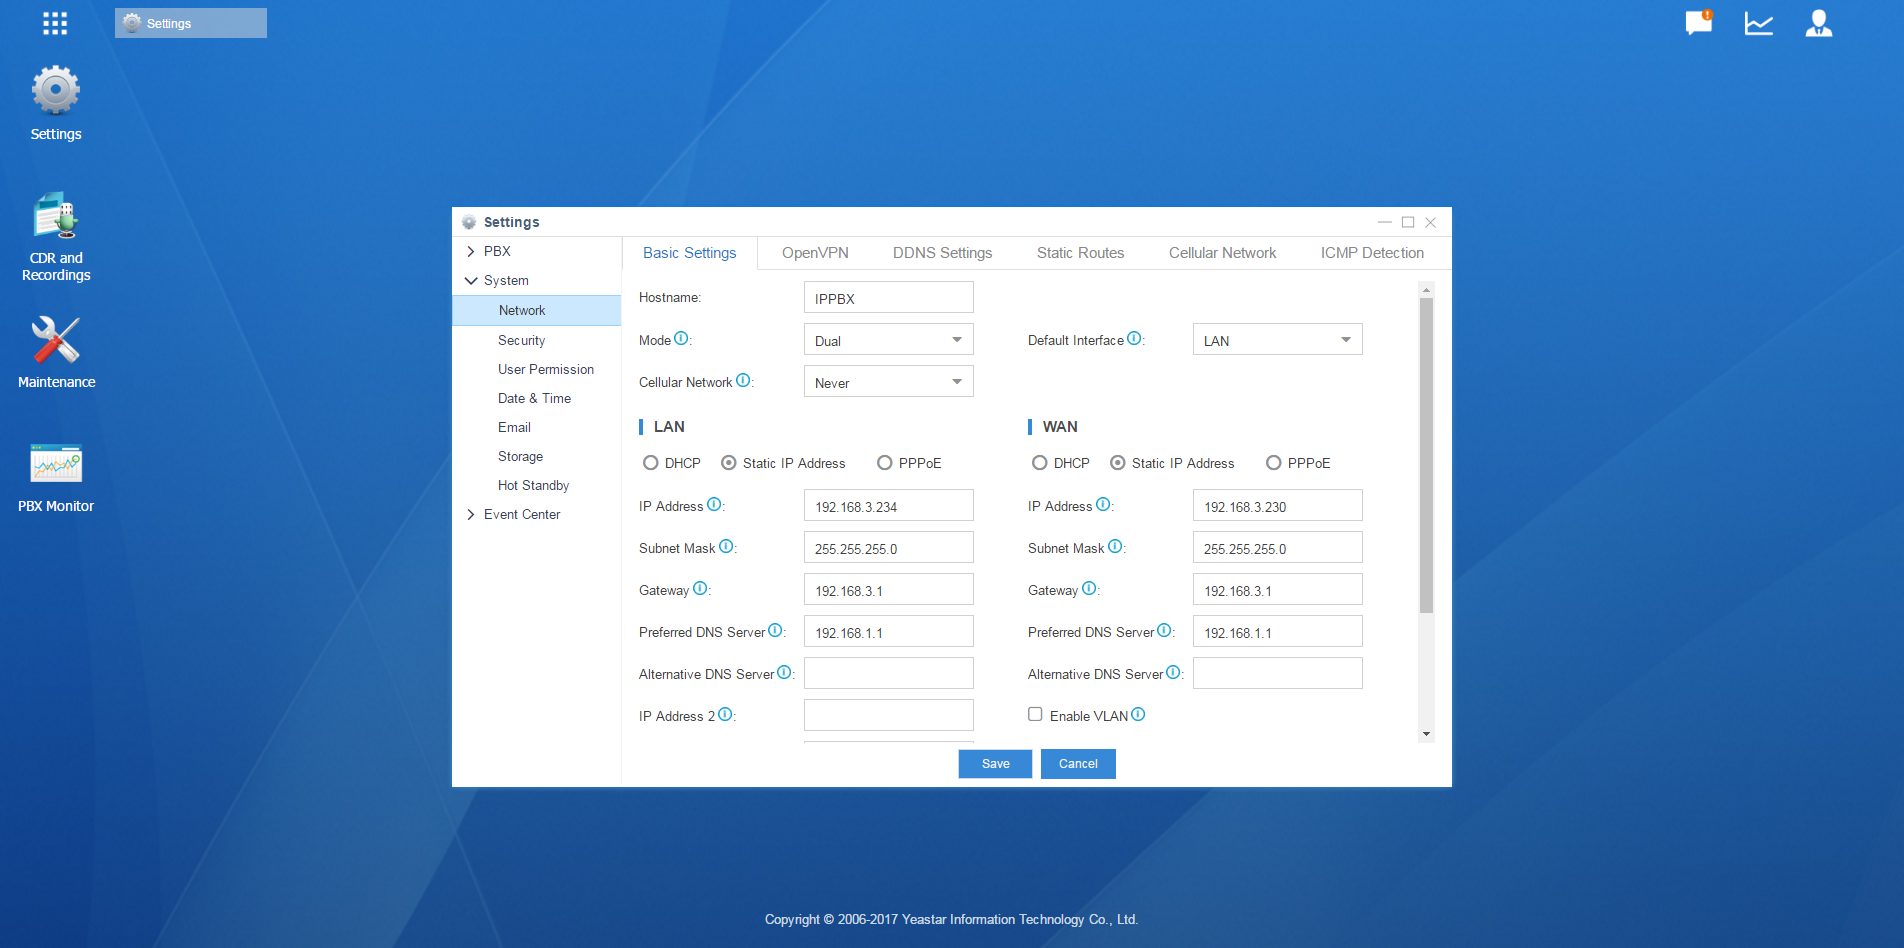 Settings
Settings
CDR and
Recordings
Maintenance
PBX Monitor
Settings
PBX
System
Network
Security
User Permission
Date & Time
Email
Storage
Hot Standby
Event Center
Basic Settings OpenVPN DDNS Settings Static Routes Cellular Network ICMP Detection
Hostname: IPPBX
Mode : Dual Default Interface : LAN
Cellular Network : Never
LAN WAN
DHCP Static IP Address PPPoE DHCP Static IP Address PPPoE
IP Address : 192.168.3.234 IP Address : 192.168.3.230
Subnet Mask : 255.255.255.0 Subnet Mask : 255.255.255.0
Gateway : 192.168.3.1 Gateway : 192.168.3.1
Preferred DNS Server : 192.168.1.1 Preferred DNS Server : 192.168.1.1
Alternative DNS Server : Alternative DNS Server :
IP Address 2 : Enable VLAN
Save Cancel
Copyright © 2006-2017 Yeastar Information Technology Co., Ltd.